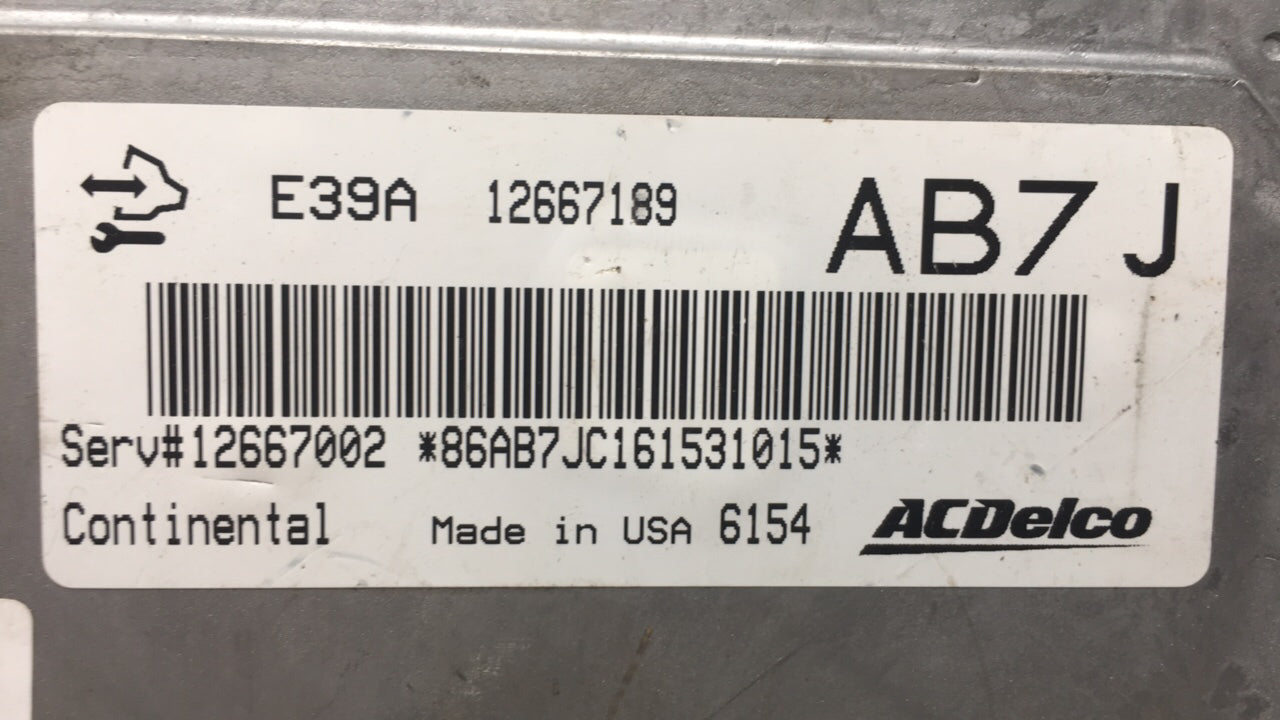 E39A 12667189 AB7J
Serv#12667002 *86AB7JC161531015*
Continental Made in USA 6154 ACDelco